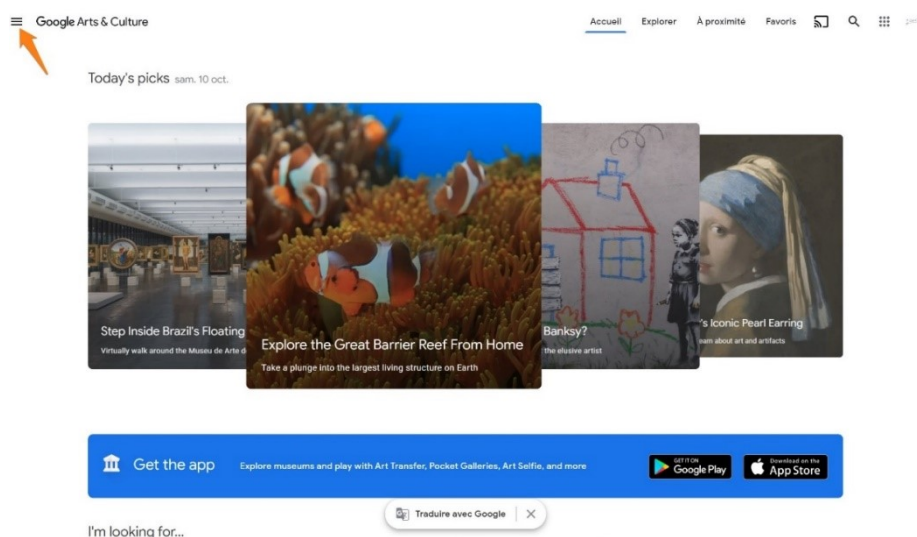 Google Arts & Culture
Accueil Explorer À proximité Favoris
Today's picks sam. 10 oct.
Step Inside Brazil's Floating
Virtually walk around the Museu de Arte d
Explore the Great Barrier Reef From Home
Take a plunge into the largest living structure on Earth
Banksy?
the elusive artist
's Iconic Pearl Earring
earn about art and artifacts
Get the app
Explore museums and play with Art Transfer, Pocket Galleries, Art Selfie, and more
GET IT ON
Google Play
Download on the
App Store
Traduire avec Google
I'm looking for...